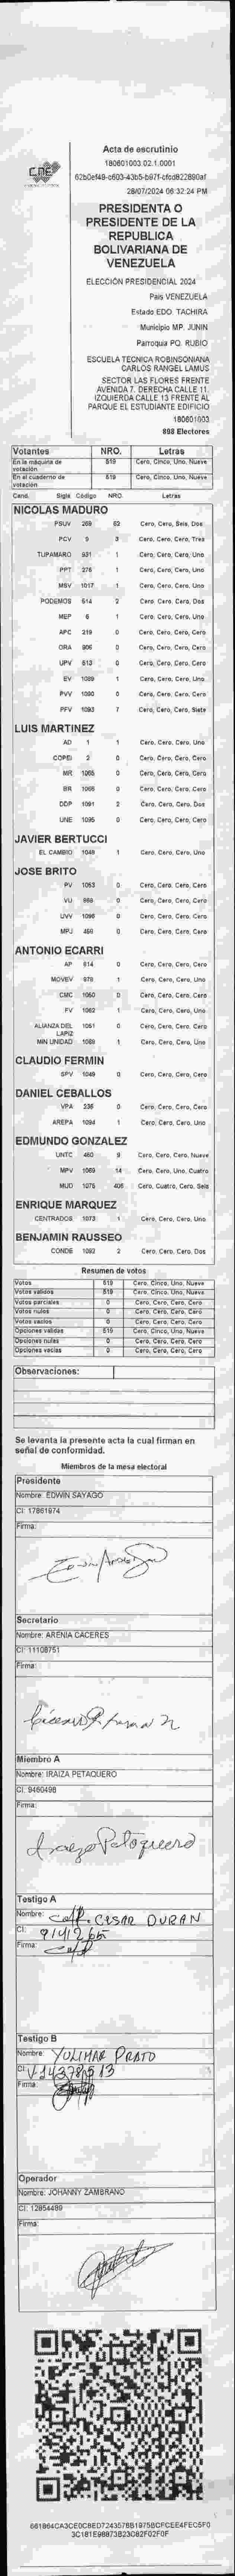 CNE
Acta de escrutinio
180601003.02.1.0001
28/07/2024 06:32:24 PM
PRESIDENTA O
PRESIDENTE DE LA
REPUBLICA
BOLIVARIANA DE
VENEZUELA
ELECCIÓN PRESIDENCIAL 2024
Pais VENEZUELA
Estado EDO. TACHIRA
Municipio MP. JUNIN
Parroquia PQ. RUBIO
ESCUELA TECNICA ROBINSONIANA
CARLOS RANGEL LAMUS
SECTOR LAS FLORES FRENTE
AVENIDA 7. DERECHA CALLE 11.
IZQUIERDA CALLE 13 FRENTE AL
PARQUE EL ESTUDIANTE EDIFICIO
180601003
898 Electores
Votantes NRO. Letras
En la máquina de votación 519 Cero, Cinco, Uno, Nueve
En el cuaderno de votación 519 Cero, Cinco, Uno, Nueve
Cand. Sigla Código NRO. Letras
NICOLAS MADURO
PSUV 268 62 Cero, Cero, Seis, Dos
PCV 9 3 Cero, Cero, Cero, Tres
TUPAMARO 931 1 Cero, Cero, Cero, Uno
PPT 276 1 Cero, Cero, Cero, Uno
MSV 1017 1 Cero, Cero, Cero, Uno
PODEMOS 514 2 Cero, Cero, Cero, Dos
MEP 6 1 Cero, Cero, Cero, Uno
APC 219 0 Cero, Cero, Cero, Cero
ORA 906 0 Cero, Cero, Cero, Cero
UPV 613 0 Cero, Cero, Cero, Cero
EV 1089 1 Cero, Cero, Cero, Uno
PVV 1090 0 Cero, Cero, Cero, Cero
PFV 1093 7 Cero, Cero, Cero, Siete
LUIS MARTINEZ
AD 1 1 Cero, Cero, Cero, Uno
COPEI 2 0 Cero, Cero, Cero, Cero
MR 1065 0 Cero, Cero, Cero, Cero
BR 1066 0 Cero, Cero, Cero, Cero
DDP 1091 2 Cero, Cero, Cero, Dos
UNE 1095 0 Cero, Cero, Cero, Cero
JAVIER BERTUCCI
EL CAMBIO 1048 1 Cero, Cero, Cero, Uno
JOSE BRITO
PV 1053 0 Cero, Cero, Cero, Cero
VU 0 Cero, Cero, Cero, Cero
UVV 1096 0 Cero, Cero, Cero, Cero
MPJ 0 Cero, Cero, Cero, Cero
ANTONIO ECARRI
AP 914 0 Cero, Cero, Cero, Cero
MOVEV 978 1 Cero, Cero, Cero, Uno
CMC 1060 0 Cero, Cero, Cero, Cero
FV 1062 1 Cero, Cero, Cero, Uno
ALIANZA DEL LAPIZ 1051 0 Cero, Cero, Cero, Cero
MIN UNIDAD 1069 1 Cero, Cero, Cero, Uno
CLAUDIO FERMIN
SPV 1049 0 Cero, Cero, Cero, Cero
DANIEL CEBALLOS
VPA 236 0 Cero, Cero, Cero, Cero
AREPA 1094 1 Cero, Cero, Cero, Uno
EDMUNDO GONZALEZ
UNTC 460 9 Cero, Cero, Cero, Nueve
MPV 1069 14 Cero, Cero, Uno, Cuatro
MUD 1075 406 Cero, Cuatro, Cero, Seis
ENRIQUE MARQUEZ
CENTRADOS 1073 1 Cero, Cero, Cero, Uno
BENJAMIN RAUSSEO
CONDE 1092 2 Cero, Cero, Cero, Dos
Resumen de votos
Votos 519 Cero, Cinco, Uno, Nueve
Votos validos 519 Cero, Cinco, Uno, Nueve
Votos parciales 0 Cero, Cero, Cero, Cero
Votos nulos 0 Cero, Cero, Cero, Cero
Votos vacíos 0 Cero, Cero, Cero, Cero
Opciones validas 519 Cero, Cinco, Uno, Nueve
Opciones nulas 0 Cero, Cero, Cero, Cero
Opciones vacías 0 Cero, Cero, Cero, Cero
Observaciones:
Se levanta la presente acta la cual firman en
señal de conformidad.
Miembros de la mesa electoral
Presidente
Nombre: EDWIN SAYAGO
CI: 17861974
Firma:
Secretario
Nombre: ARENIA CACERES
CI: 11108751
Firma:
Miembro A
Nombre: IRAIZA PETAQUERO
CI: 9460498
Firma:
Iraiza Petaquero
Testigo A
Nombre: CESAR DURAN
CI:
Firma:
Testigo B
Nombre: YULIMAR PRATO
CI:
Firma:
Operador
Nombre: JOHANNY ZAMBRANO
CI: 12854489
Firma: